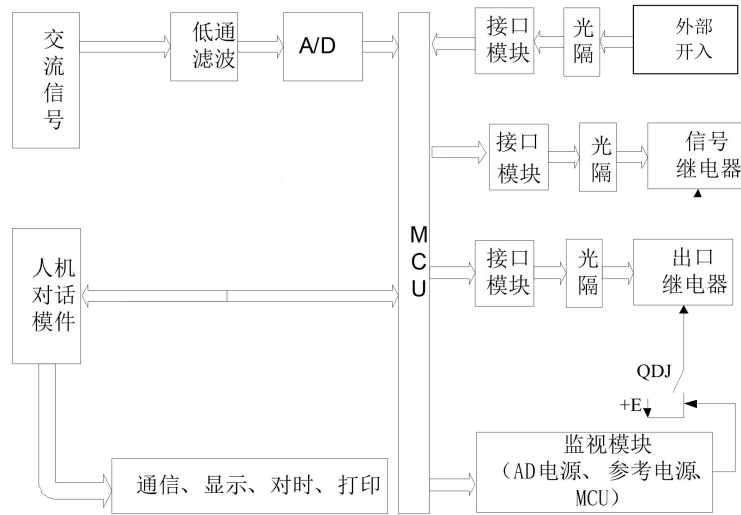 交流信号
低通
滤波
A/D
接口
模块
光隔
外部
开入
接口
模块
光隔
信号
继电器
MCU
人机
对话
模件
接口
模块
光隔
出口
继电器
QDJ
+E
监视模块
（AD电源、参考电源、
MCU）
通信、显示、对时、打印